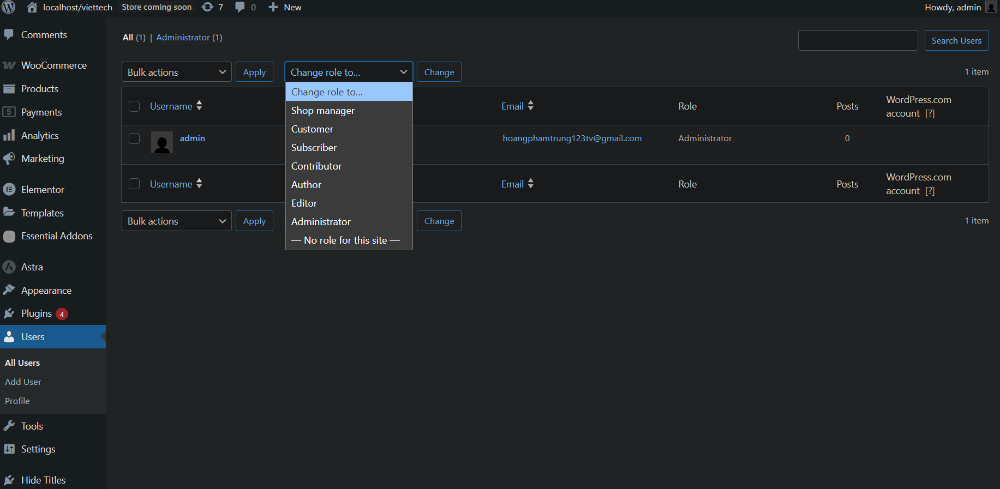 localhost/viettech Store coming soon 7 0 New Howdy, admin
Comments
WooCommerce
Products
Payments
Analytics
Marketing
Elementor
Templates
Essential Addons
Astra
Appearance
Plugins 4
Users
All Users
Add User
Profile
Tools
Settings
Hide Titles
All (1) | Administrator (1)
Search Users
Bulk actions Apply Change role to... Change 1 item
Change role to...
Shop manager
Customer
Subscriber
Contributor
Author
Editor
Administrator
— No role for this site —
Username Email Role Posts WordPress.com account [?]
admin hoangphamtrung123tv@gmail.com Administrator 0
Username Email Role Posts WordPress.com account [?]
Bulk actions Apply Change 1 item